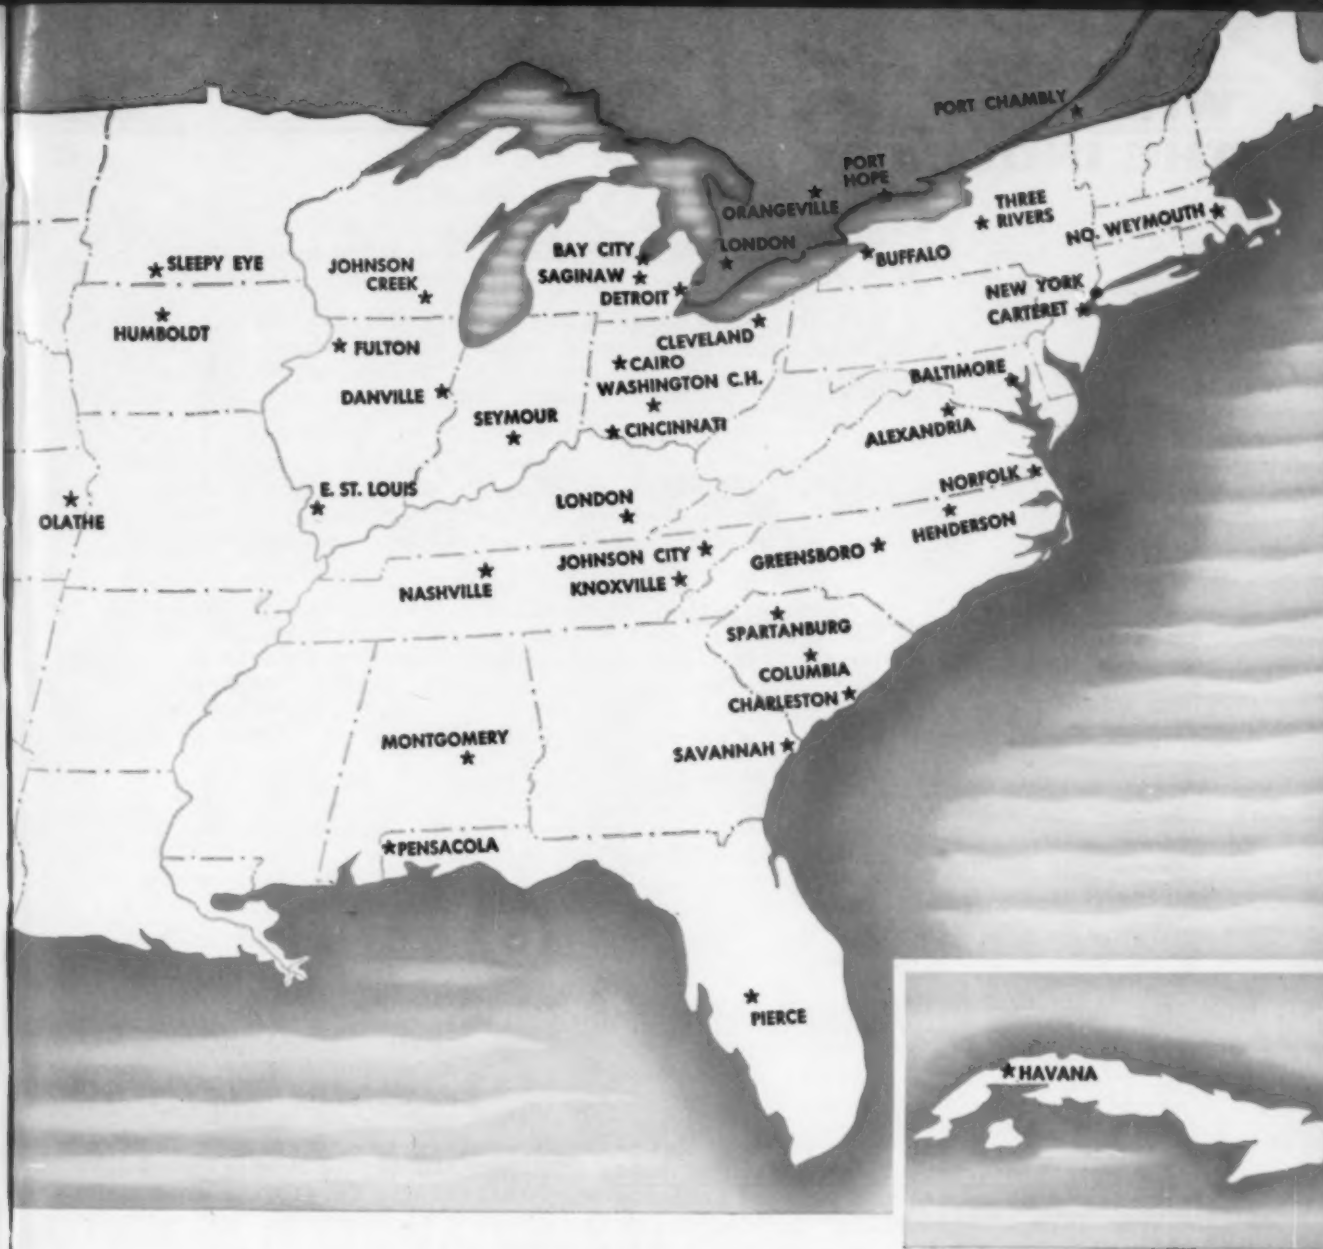 PORT CHAMBLY
PORT
HOPE
ORANGEVILLE
THREE
RIVERS
NO. WEYMOUTH
LONDON
BAY CITY
SAGINAW
DETROIT
BUFFALO
SLEEPY EYE
JOHNSON
CREEK
HUMBOLDT
NEW YORK
CARTERET
FULTON
CLEVELAND
CAIRO
WASHINGTON C.H.
DANVILLE
BALTIMORE
SEYMOUR
CINCINNATI
ALEXANDRIA
E. ST. LOUIS
LONDON
NORFOLK
OLATHE
HENDERSON
JOHNSON CITY
GREENSBORO
NASHVILLE
KNOXVILLE
SPARTANBURG
COLUMBIA
CHARLESTON
MONTGOMERY
SAVANNAH
PENSACOLA
PIERCE
HAVANA